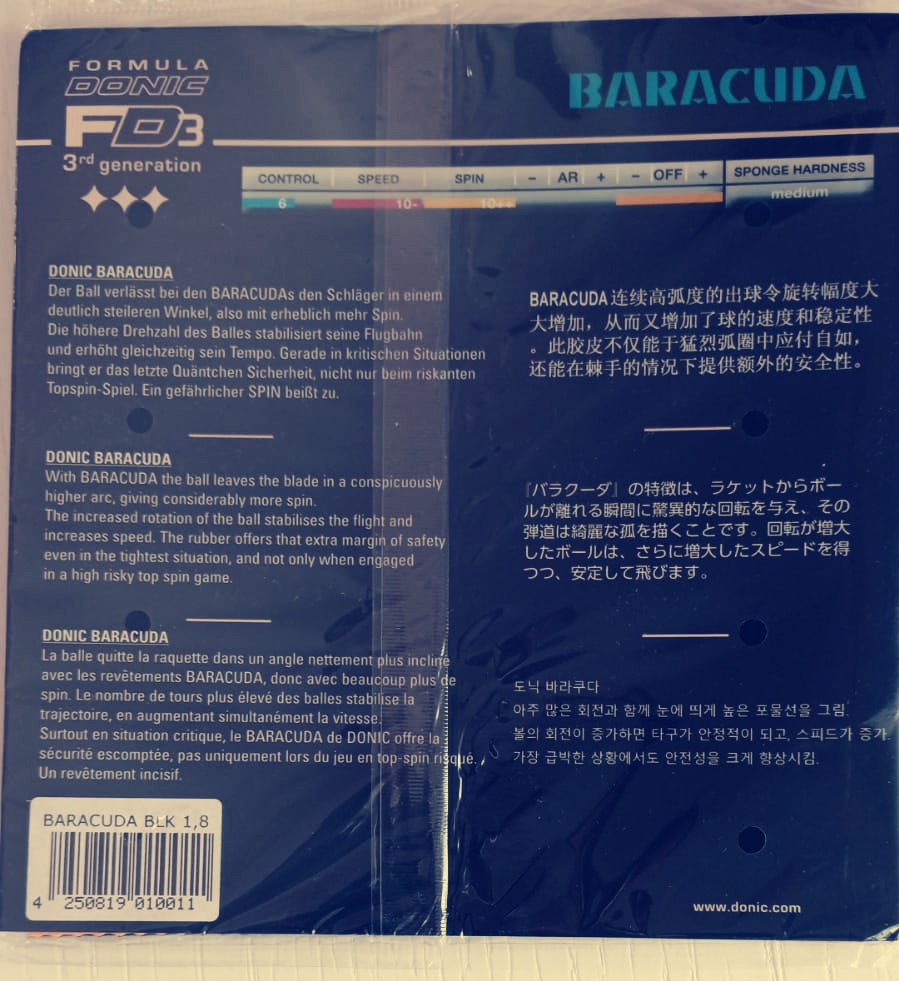 FORMULA
DONIC
FD3
3rd generation
BARACUDA
CONTROL SPEED SPIN - AR + - OFF + SPONGE HARDNESS
6 10- 10++ medium
DONIC BARACUDA
Der Ball verlässt bei den BARACUDAs den Schläger in einem
deutlich steileren Winkel, also mit erheblich mehr Spin.
Die höhere Drehzahl des Balles stabilisiert seine Flugbahn
und erhöht gleichzeitig sein Tempo. Gerade in kritischen Situationen
bringt er das letzte Quäntchen Sicherheit, nicht nur beim riskanten
Topspin-Spiel. Ein gefährlicher SPIN beißt zu.
DONIC BARACUDA
With BARACUDA the ball leaves the blade in a conspicuously
higher arc, giving considerably more spin.
The increased rotation of the ball stabilises the flight and
increases speed. The rubber offers that extra margin of safety
even in the tightest situation, and not only when engaged
in a high risky top spin game.
DONIC BARACUDA
La balle quitte la raquette dans un angle nettement plus incliné
avec les revêtements BARACUDA, donc avec beaucoup plus de
spin. Le nombre de tours plus élevé des balles stabilise la
trajectoire, en augmentant simultanément la vitesse.
Surtout en situation critique, le BARACUDA de DONIC offre la
sécurité escomptée, pas uniquement lors du jeu en top-spin risqué.
Un revêtement incisif.
BARACUDA BLK 1,8
4 250819 010011
BARACUDA 连续高弧度的出球令旋转幅度大
大增加，从而又增加了球的速度和稳定性
。此胶皮不仅能于猛烈弧圈中应付自如，
还能在棘手的情况下提供额外的安全性。
『バラクーダ』の特徴は、ラケットからボー
ルが離れる瞬間に驚異的な回転を与え、その
弾道は綺麗な孤を描くことです。回転が増大
したボールは、さらに増大したスピードを得
つつ、安定して飛びます。
도닉 바라쿠다
아주 많은 회전과 함께 눈에 띄게 높은 포물선을 그림.
볼의 회전이 증가하면 타구가 안정적이 되고, 스피드가 증가.
가장 급박한 상황에서도 안전성을 크게 향상시킴.
www.donic.com